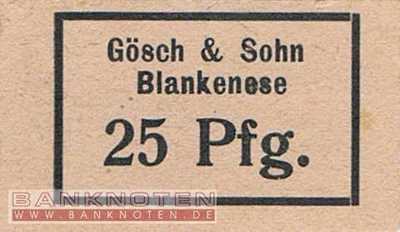 Gösch & Sohn
Blankenese
25 Pfg.
BANKNOTEN
WWW.BANKNOTEN.DE